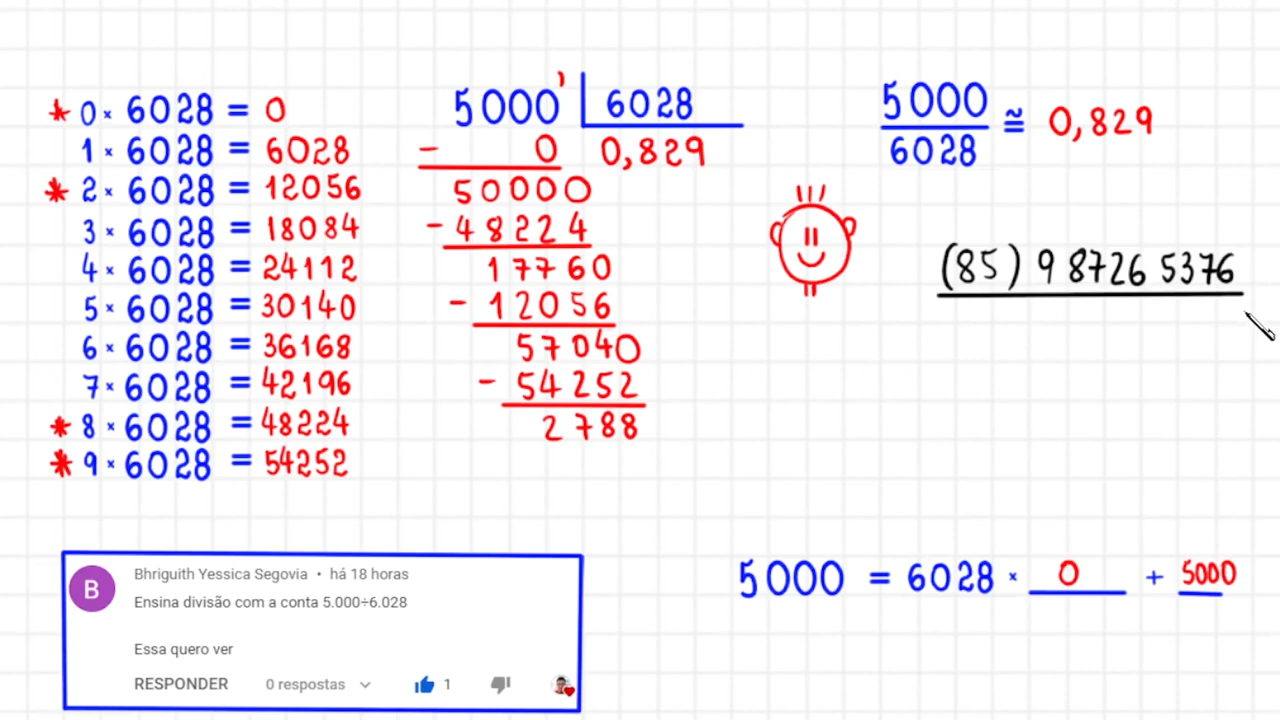 * 0 × 6028 = 0
1 × 6028 = 6028
* 2 × 6028 = 12056
3 × 6028 = 18084
4 × 6028 = 24112
5 × 6028 = 30140
6 × 6028 = 36168
7 × 6028 = 42196
* 8 × 6028 = 48224
* 9 × 6028 = 54252
5000' 6028
- 0 0,829
50000
- 48224
17760
- 12056
57040
- 54252
2788
5000
6028
≅ 0,829
(85) 9 8726 5376
B
Bhriguith Yessica Segovia • há 18 horas
Ensina divisão com a conta 5.000÷6.028
Essa quero ver
RESPONDER 0 respostas 1
5000 = 6028 × 0 + 5000